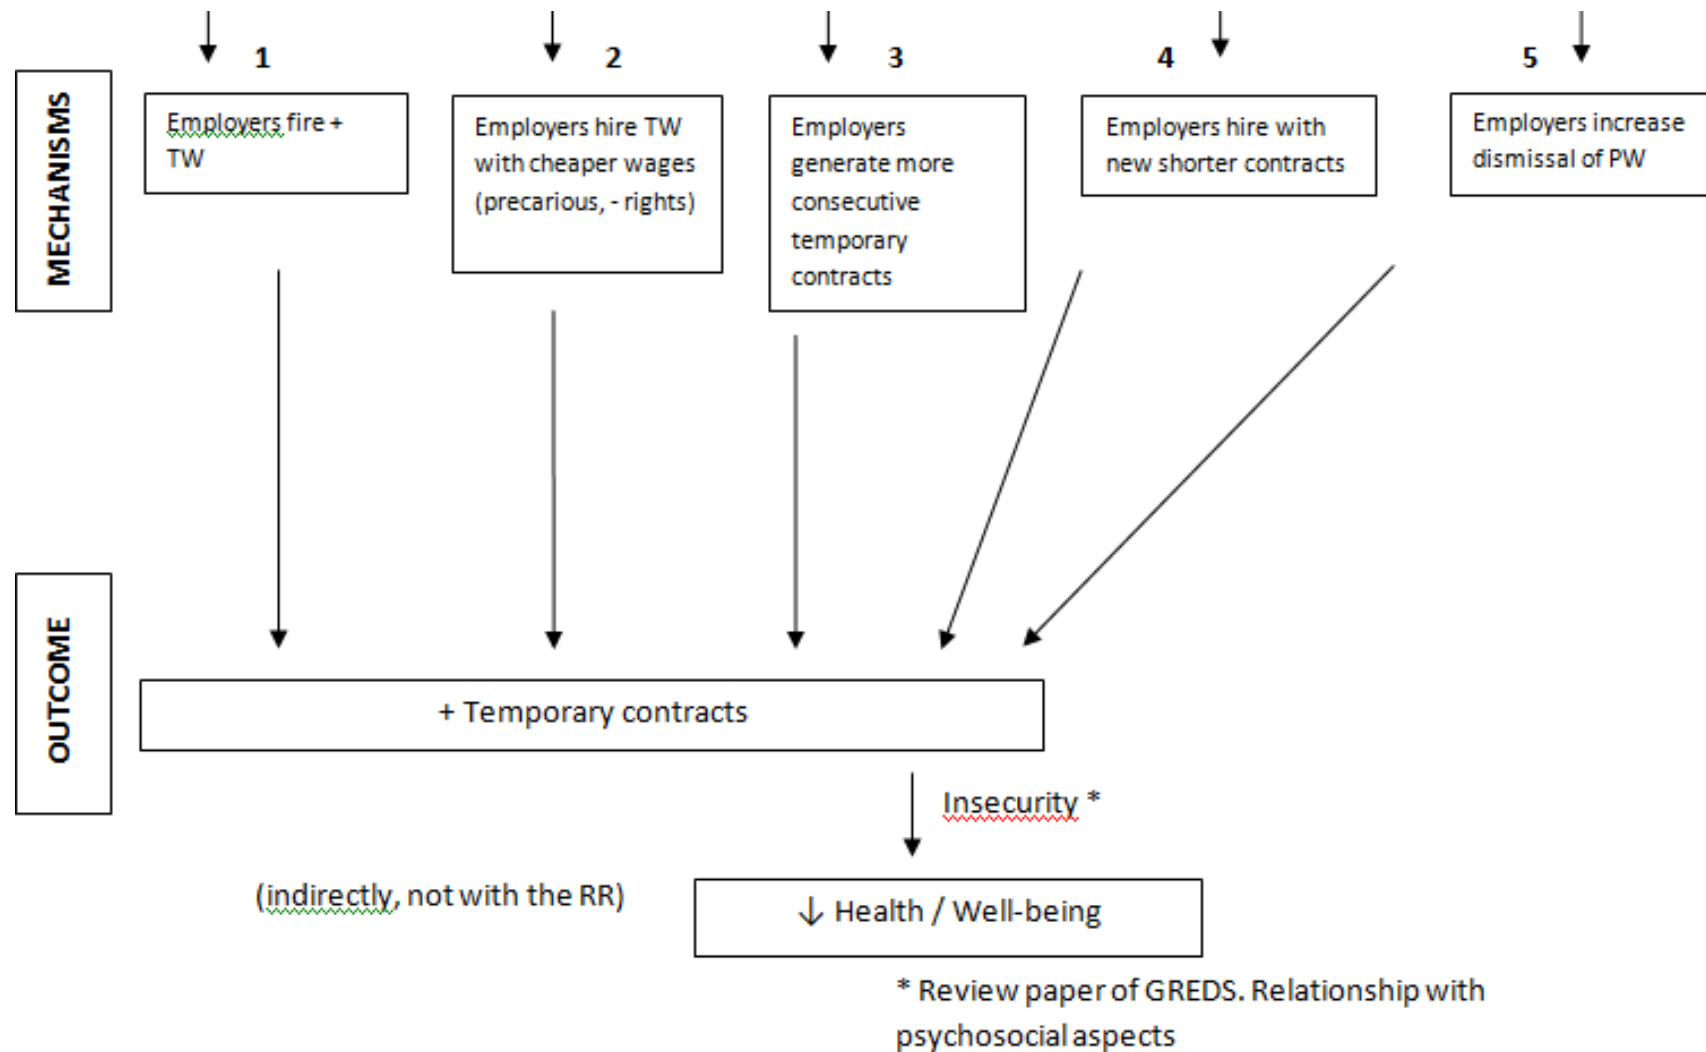 1
2
3
4
5
MECHANISMS
Employers fire +
TW
Employers hire TW
with cheaper wages
(precarious, - rights)
Employers
generate more
consecutive
temporary
contracts
Employers hire with
new shorter contracts
Employers increase
dismissal of PW
OUTCOME
+ Temporary contracts
Insecurity *
(indirectly, not with the RR)
↓ Health / Well-being
* Review paper of GREDS. Relationship with
psychosocial aspects